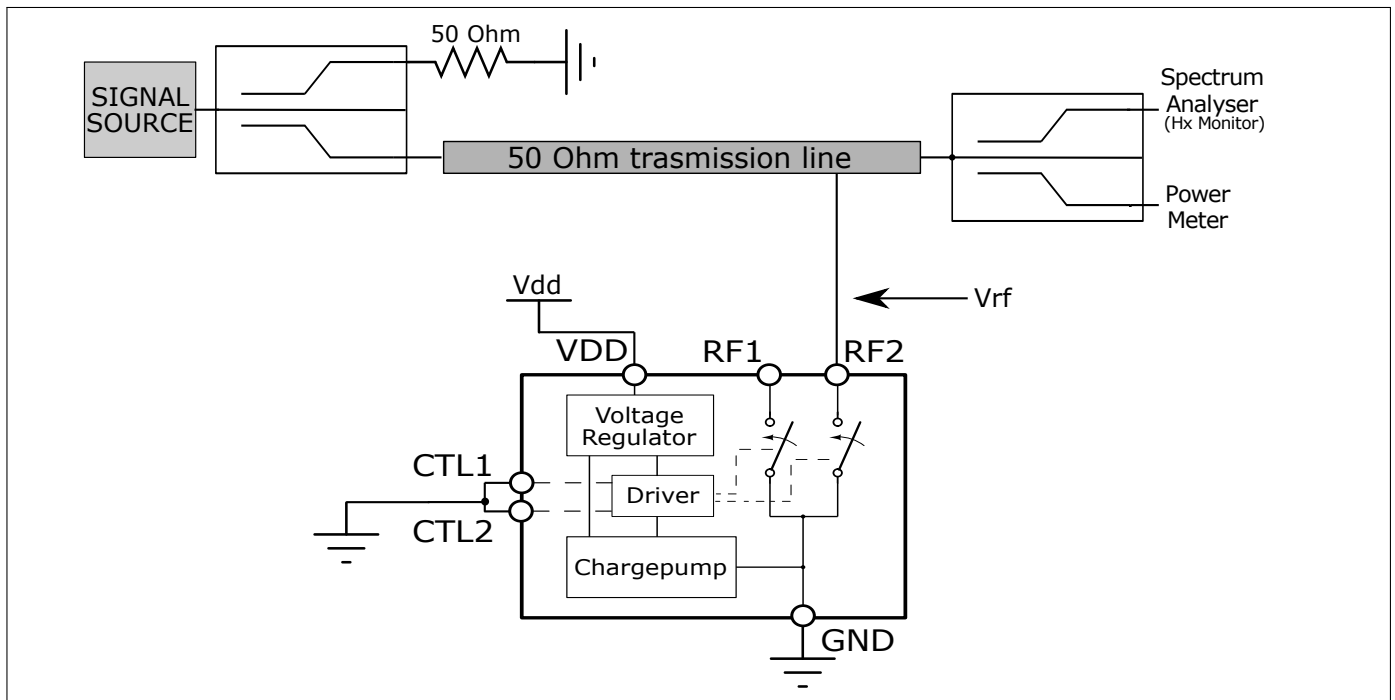 50 Ohm
SIGNAL
SOURCE
Spectrum
Analyser
(Hx Monitor)
50 Ohm trasmission line
Power
Meter
Vdd
Vrf
VDD
RF1
RF2
Voltage
Regulator
CTL1
Driver
CTL2
Chargepump
GND